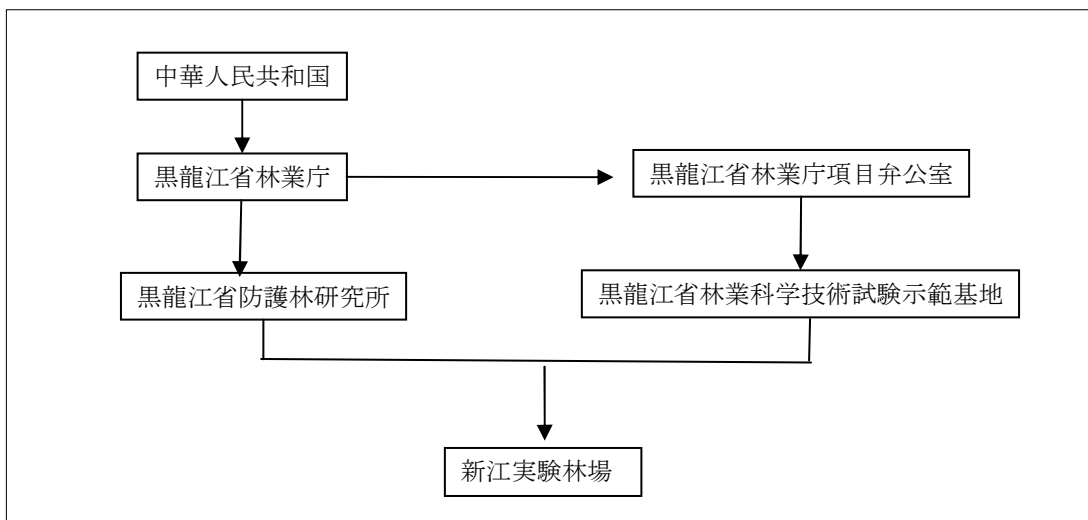 中華人民共和国
黒龍江省林業庁
黒龍江省林業庁項目弁公室
黒龍江省防護林研究所
黒龍江省林業科学技術試験示範基地
新江実験林場